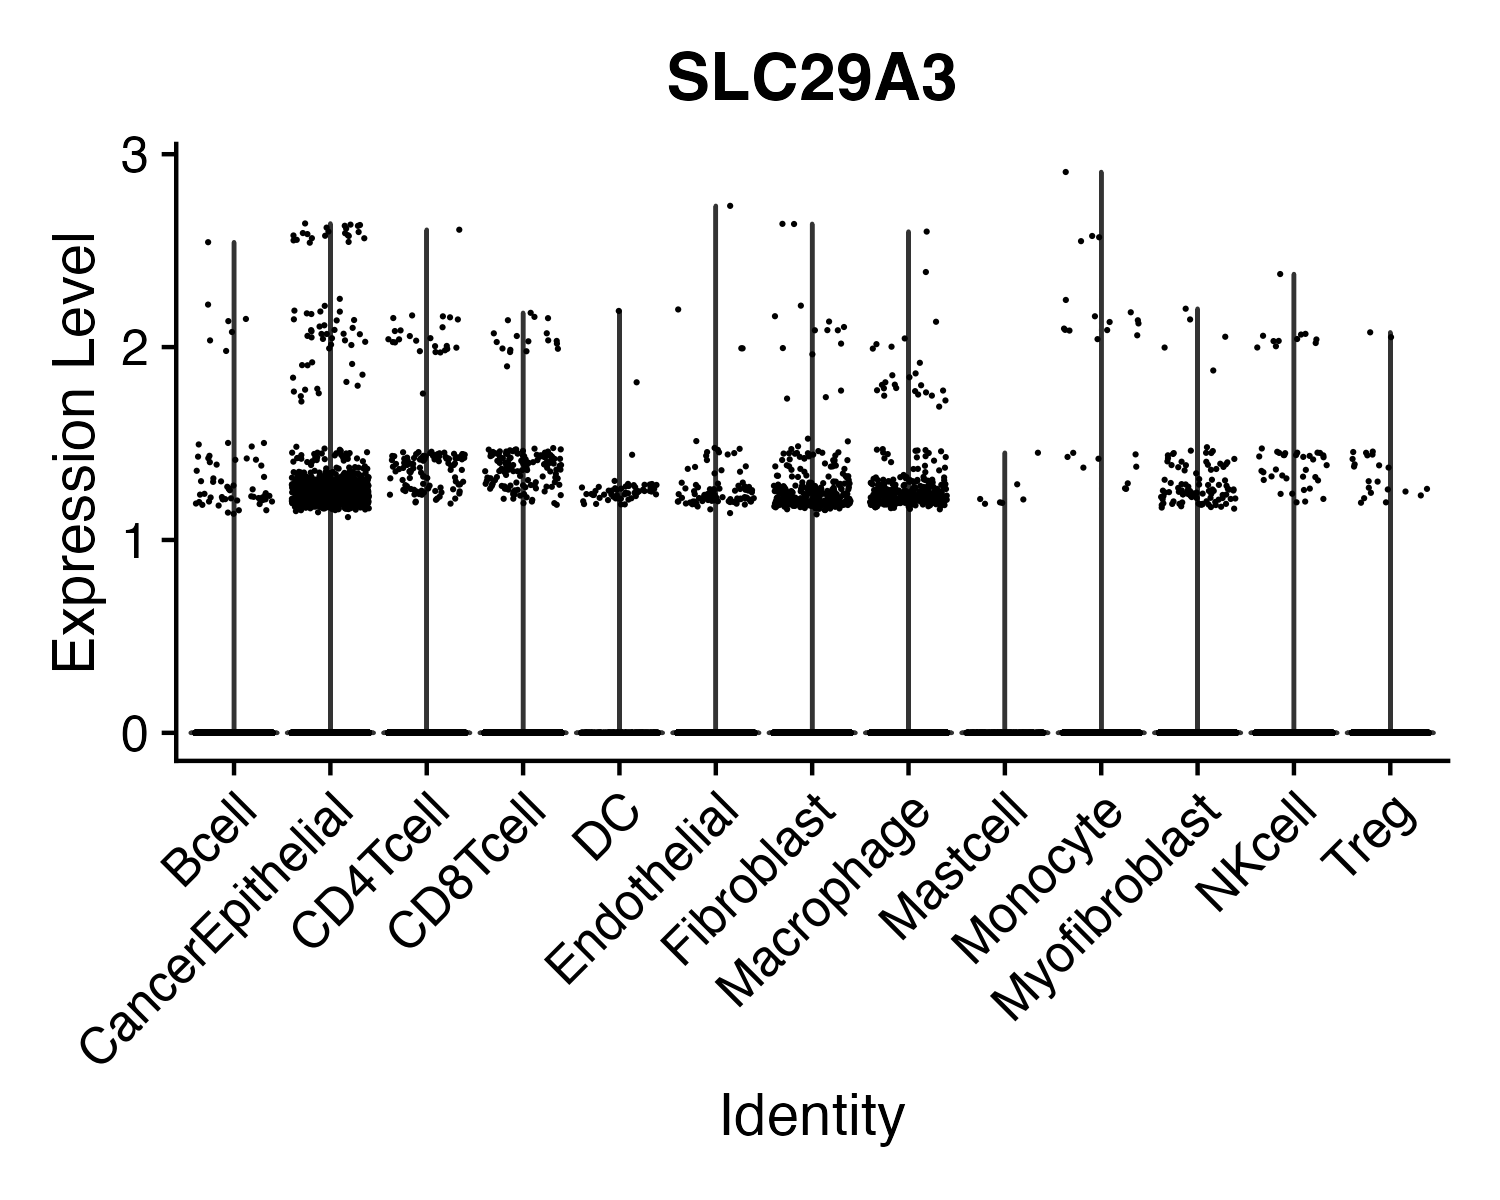 SLC29A3
3
2
1
0
Expression Level
Bcell
CancerEpithelial
CD4Tcell
CD8Tcell
DC
Endothelial
Fibroblast
Macrophage
Mastcell
Monocyte
Myofibroblast
NKcell
Treg
Identity